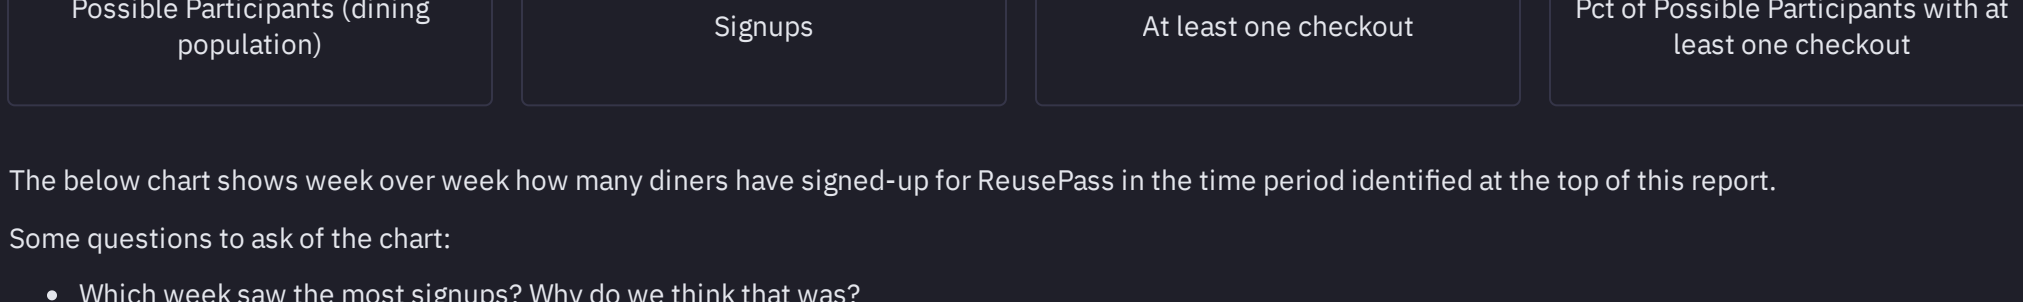 Possible Participants (dining
population)
Signups
At least one checkout
Pct of Possible Participants with at
least one checkout
The below chart shows week over week how many diners have signed-up for ReusePass in the time period identified at the top of this report.
Some questions to ask of the chart:
• Which week saw the most signups? Why do we think that was?